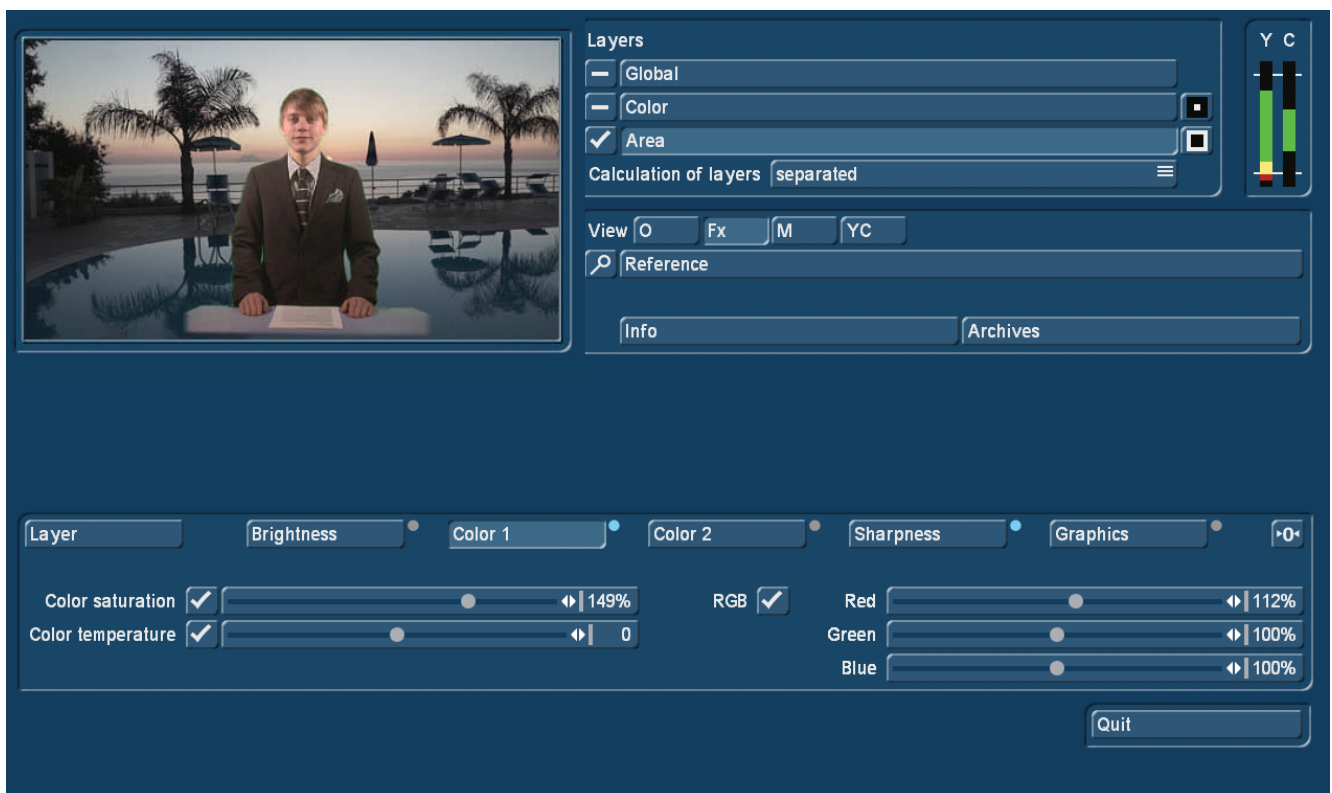 Layers
Y C
Global
Color
Area
Calculation of layers separated
View O Fx M YC
Reference
Info Archives
Layer Brightness Color 1 Color 2 Sharpness Graphics ▸0◂
Color saturation 149% RGB Red 112%
Color temperature 0 Green 100%
Blue 100%
Quit